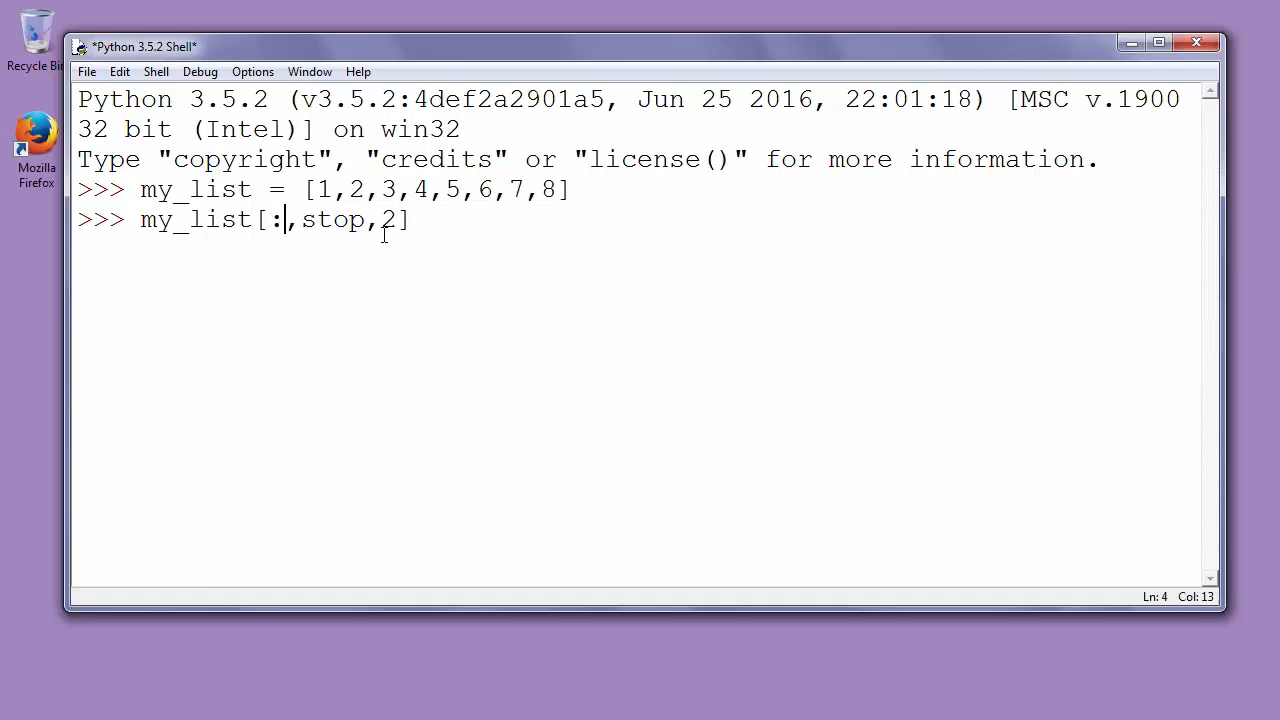 Recycle Bin
Mozilla
Firefox
*Python 3.5.2 Shell*
File Edit Shell Debug Options Window Help
Python 3.5.2 (v3.5.2:4def2a2901a5, Jun 25 2016, 22:01:18) [MSC v.1900
32 bit (Intel)] on win32
Type "copyright", "credits" or "license()" for more information.
>>> my_list = [1,2,3,4,5,6,7,8]
>>> my_list[:,stop,2]
Ln: 4 Col: 13